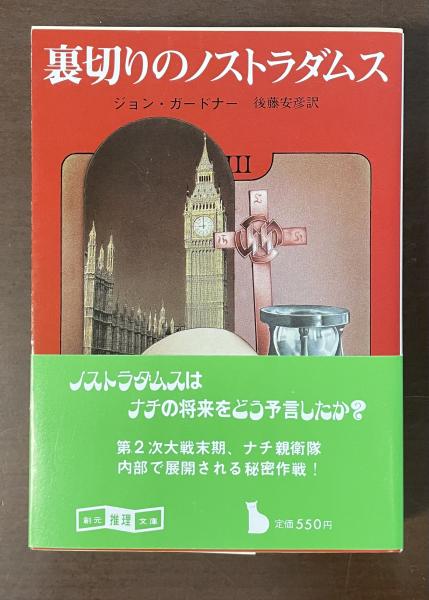 裏切りのノストラダムス
ジョン・ガードナー 後藤安彦訳
III
ノストラダムスは
ナチの将来をどう予言したか?
第2次大戦末期、ナチ親衛隊
内部で展開される秘密作戦!
創元 推理 文庫
定価 550円